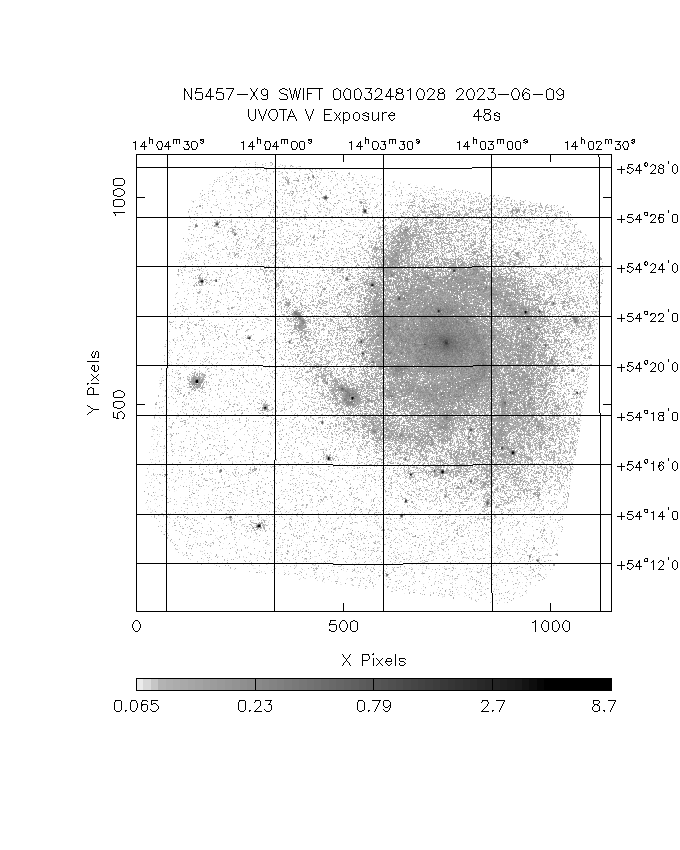 N5457-X9 SWIFT 00032481028 2023-06-09
UVOTA V Exposure 48s
14h04m30s 14h04m00s 14h03m30s 14h03m00s 14h02m30s
+54°28'0
+54°26'0
+54°24'0
+54°22'0
+54°20'0
+54°18'0
+54°16'0
+54°14'0
+54°12'0
1000
500
Y Pixels
0 500 1000
X Pixels
0.065 0.23 0.79 2.7 8.7